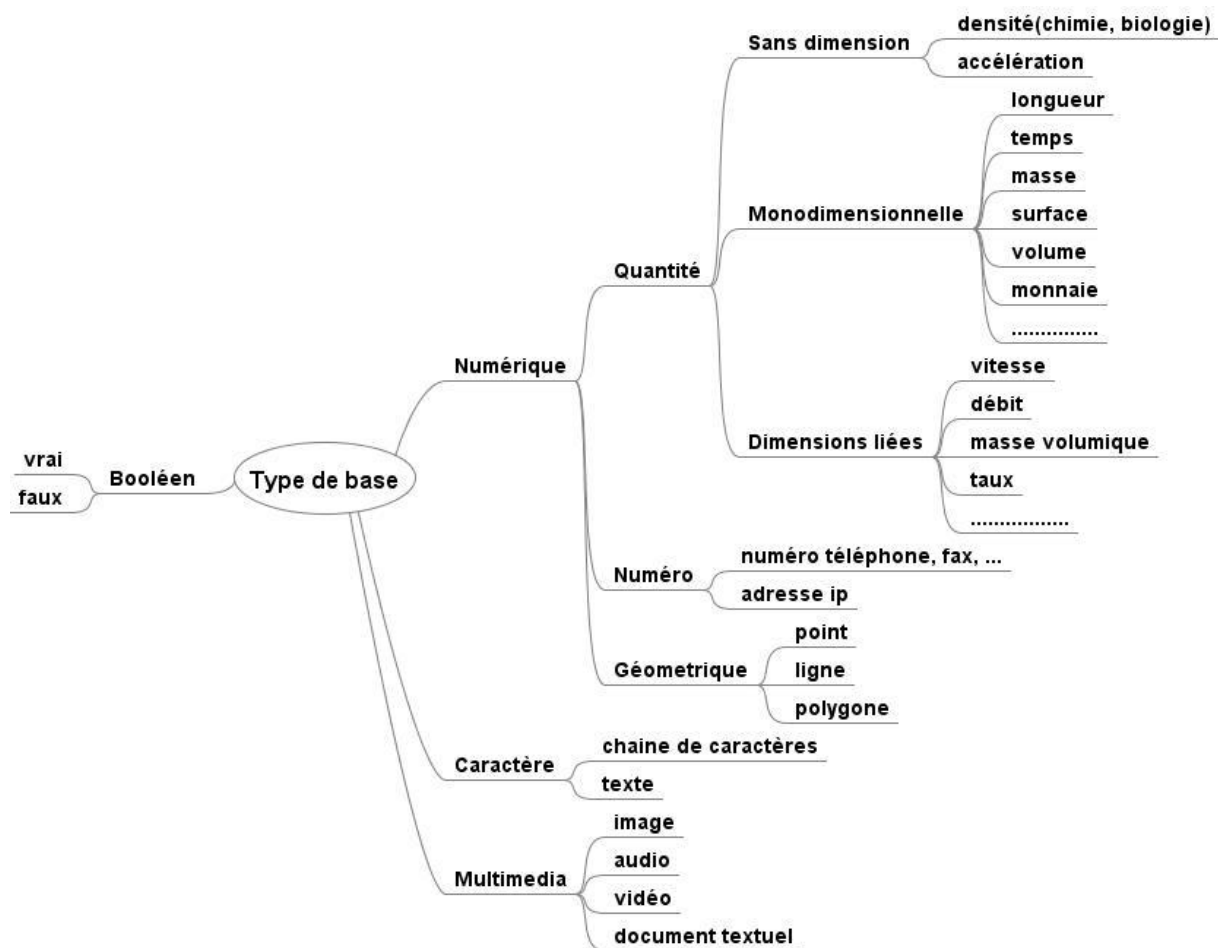 Type de base
Booléen
vrai
faux
Numérique
Quantité
Sans dimension
densité(chimie, biologie)
accélération
Monodimensionnelle
longueur
temps
masse
surface
volume
monnaie
...............
Dimensions liées
vitesse
débit
masse volumique
taux
.................
Numéro
numéro téléphone, fax, ...
adresse ip
Géometrique
point
ligne
polygone
Caractère
chaine de caractères
texte
Multimedia
image
audio
vidéo
document textuel